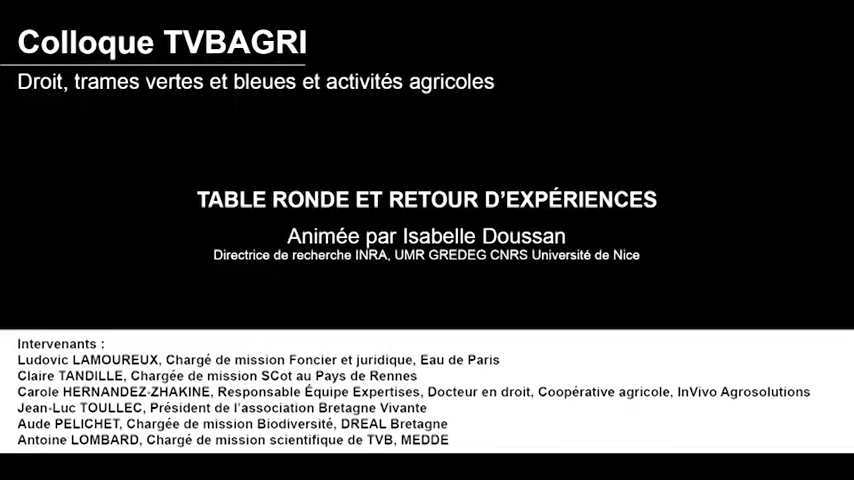 Colloque TVBAGRI
Droit, trames vertes et bleues et activités agricoles
TABLE RONDE ET RETOUR D'EXPÉRIENCES
Animée par Isabelle Doussan
Directrice de recherche INRA, UMR GREDEG CNRS Université de Nice
Intervenants :
Ludovic LAMOUREUX, Chargé de mission Foncier et juridique, Eau de Paris
Claire TANDILLE, Chargée de mission SCot au Pays de Rennes
Carole HERNANDEZ-ZHAKINE, Responsable Équipe Expertises, Docteur en droit, Coopérative agricole, InVivo Agrosolutions
Jean-Luc TOULLEC, Président de l'association Bretagne Vivante
Aude PELICHET, Chargée de mission Biodiversité, DREAL Bretagne
Antoine LOMBARD, Chargé de mission scientifique de TVB, MEDDE